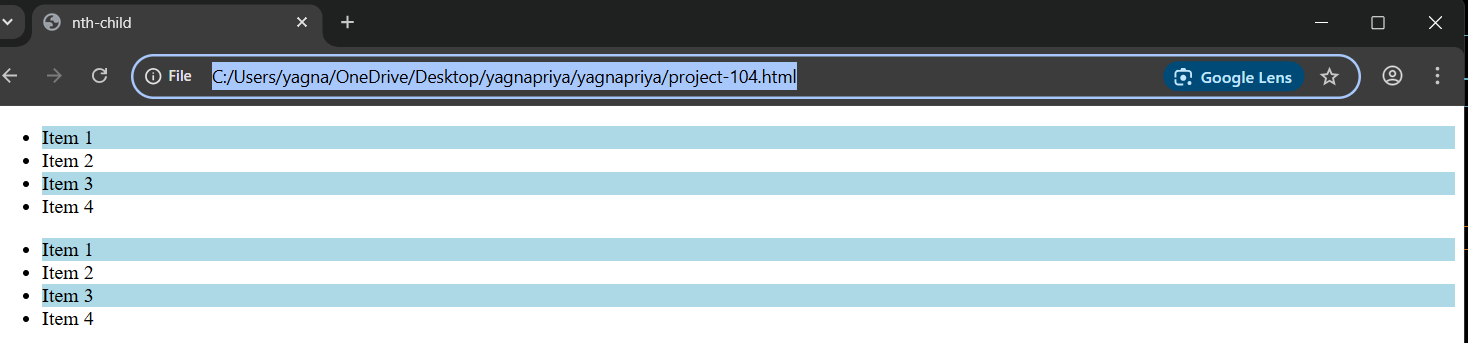 nth-child
File C:/Users/yagna/OneDrive/Desktop/yagnapriya/yagnapriya/project-104.html Google Lens
Item 1
Item 2
Item 3
Item 4
Item 1
Item 2
Item 3
Item 4